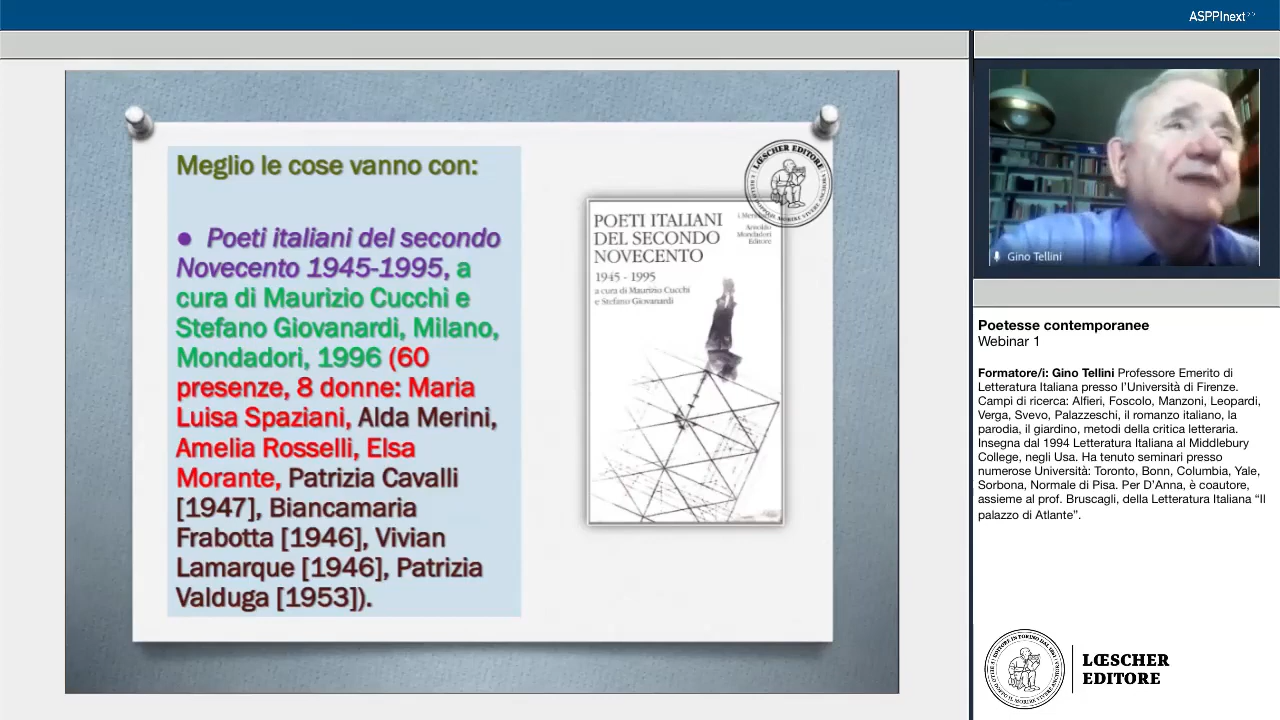 ASPPInext>>
Meglio le cose vanno con:
● Poeti italiani del secondo
Novecento 1945-1995, a
cura di Maurizio Cucchi e
Stefano Giovanardi, Milano,
Mondadori, 1996 (60
presenze, 8 donne: Maria
Luisa Spaziani, Alda Merini,
Amelia Rosselli, Elsa
Morante, Patrizia Cavalli
[1947], Biancamaria
Frabotta [1946], Vivian
Lamarque [1946], Patrizia
Valduga [1953]).
LŒSCHER EDITORE
POETI ITALIANI
DEL SECONDO
NOVECENTO
1945 - 1995
a cura di Maurizio Cucchi
e Stefano Giovanardi
i Meridiani
Arnoldo
Mondadori
Editore
Gino Tellini
Poetesse contemporanee
Webinar 1
Formatore/i: Gino Tellini Professore Emerito di
Letteratura Italiana presso l'Università di Firenze.
Campi di ricerca: Alfieri, Foscolo, Manzoni, Leopardi,
Verga, Svevo, Palazzeschi, il romanzo italiano, la
parodia, il giardino, metodi della critica letteraria.
Insegna dal 1994 Letteratura Italiana al Middlebury
College, negli Usa. Ha tenuto seminari presso
numerose Università: Toronto, Bonn, Columbia, Yale,
Sorbona, Normale di Pisa. Per D'Anna, è coautore,
assieme al prof. Bruscagli, della Letteratura Italiana "Il
palazzo di Atlante".
LŒSCHER
EDITORE